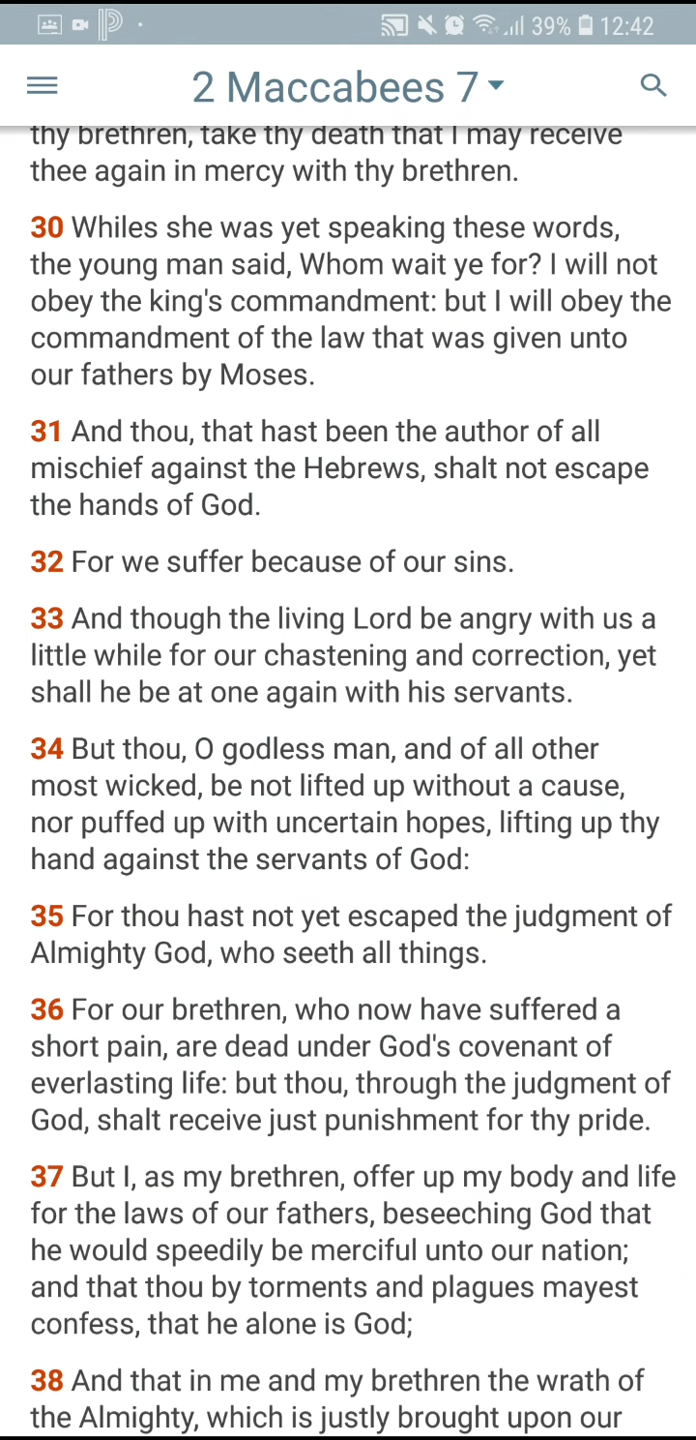 39% 12:42
2 Maccabees 7
thy brethren, take thy death that I may receive
thee again in mercy with thy brethren.
30 Whiles she was yet speaking these words,
the young man said, Whom wait ye for? I will not
obey the king's commandment: but I will obey the
commandment of the law that was given unto
our fathers by Moses.
31 And thou, that hast been the author of all
mischief against the Hebrews, shalt not escape
the hands of God.
32 For we suffer because of our sins.
33 And though the living Lord be angry with us a
little while for our chastening and correction, yet
shall he be at one again with his servants.
34 But thou, O godless man, and of all other
most wicked, be not lifted up without a cause,
nor puffed up with uncertain hopes, lifting up thy
hand against the servants of God:
35 For thou hast not yet escaped the judgment of
Almighty God, who seeth all things.
36 For our brethren, who now have suffered a
short pain, are dead under God's covenant of
everlasting life: but thou, through the judgment of
God, shalt receive just punishment for thy pride.
37 But I, as my brethren, offer up my body and life
for the laws of our fathers, beseeching God that
he would speedily be merciful unto our nation;
and that thou by torments and plagues mayest
confess, that he alone is God;
38 And that in me and my brethren the wrath of
the Almighty, which is justly brought upon our